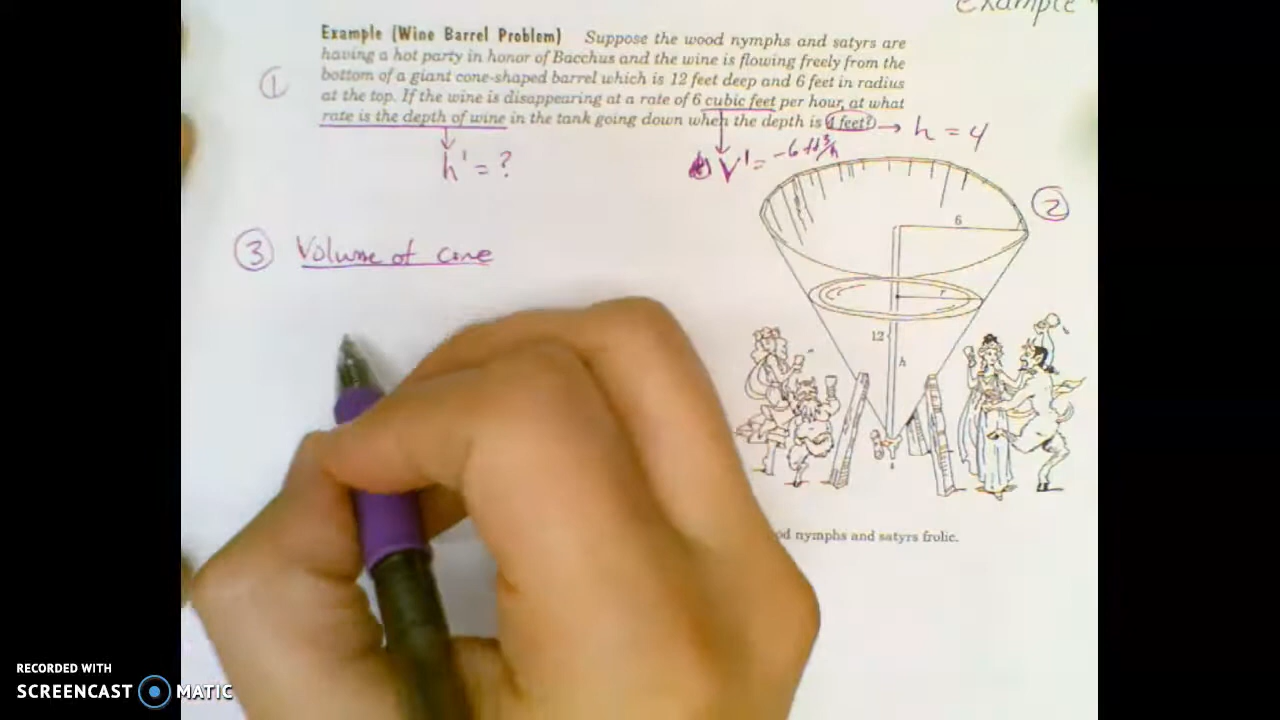 Example
Example (Wine Barrel Problem) Suppose the wood nymphs and satyrs are
having a hot party in honor of Bacchus and the wine is flowing freely from the
① bottom of a giant cone-shaped barrel which is 12 feet deep and 6 feet in radius
at the top. If the wine is disappearing at a rate of 6 cubic feet per hour, at what
rate is the depth of wine in the tank going down when the depth is 4 feet? → h = 4
h' = ?
V' = -6 ft³/h
②
6
③ Volume of cone
r
12
h
nymphs and satyrs frolic.
RECORDED WITH
SCREENCAST MATIC